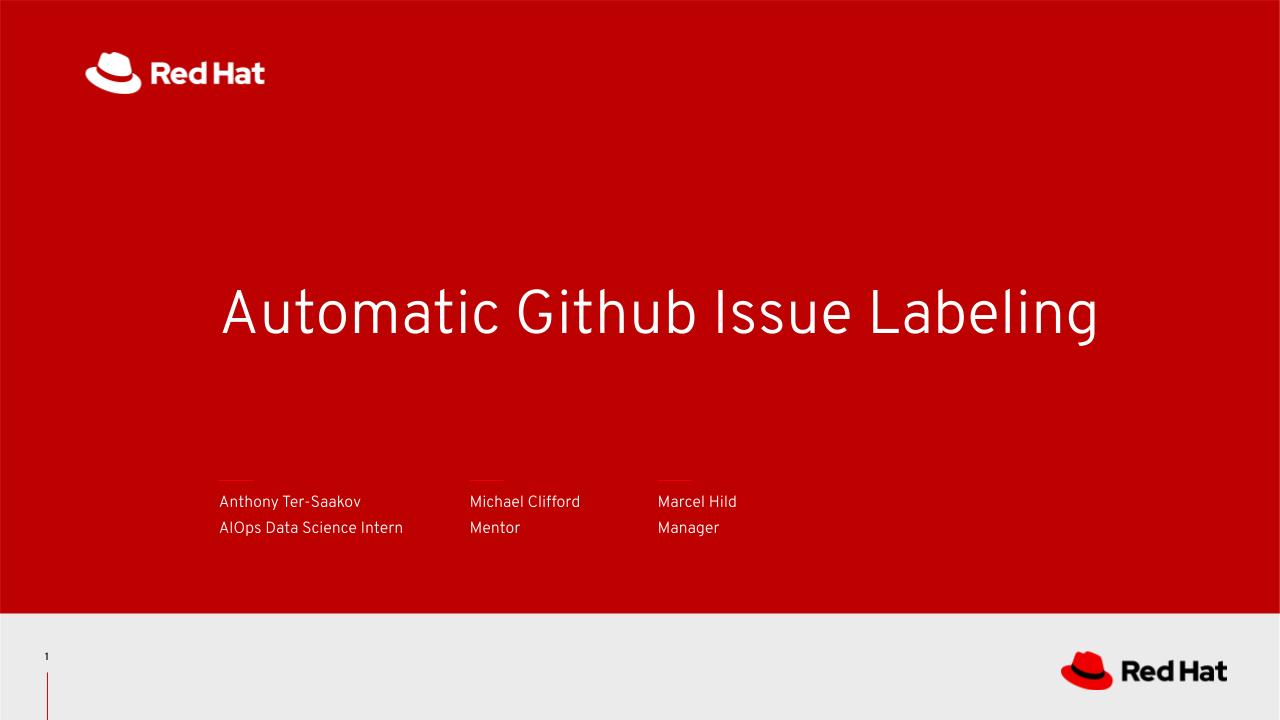 Red Hat
Automatic Github Issue Labeling
Anthony Ter-Saakov
AIOps Data Science Intern
Michael Clifford
Mentor
Marcel Hild
Manager
1
Red Hat